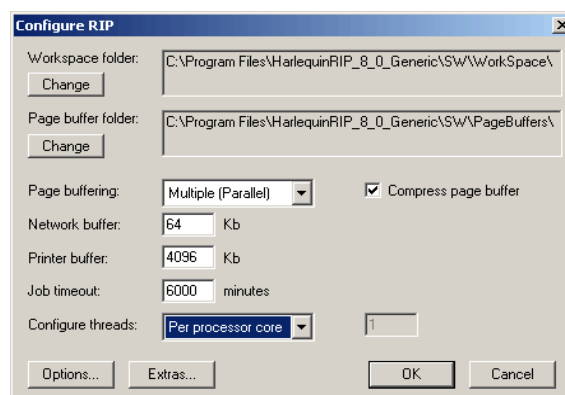 Configure RIP
Workspace folder:
C:\Program Files\HarlequinRIP_8_0_Generic\SW\WorkSpace\
Change
Page buffer folder:
C:\Program Files\HarlequinRIP_8_0_Generic\SW\PageBuffers\
Change
Page buffering: Multiple (Parallel) Compress page buffer
Network buffer: 64 Kb
Printer buffer: 4096 Kb
Job timeout: 6000 minutes
Configure threads: Per processor core 1
Options... Extras... OK Cancel